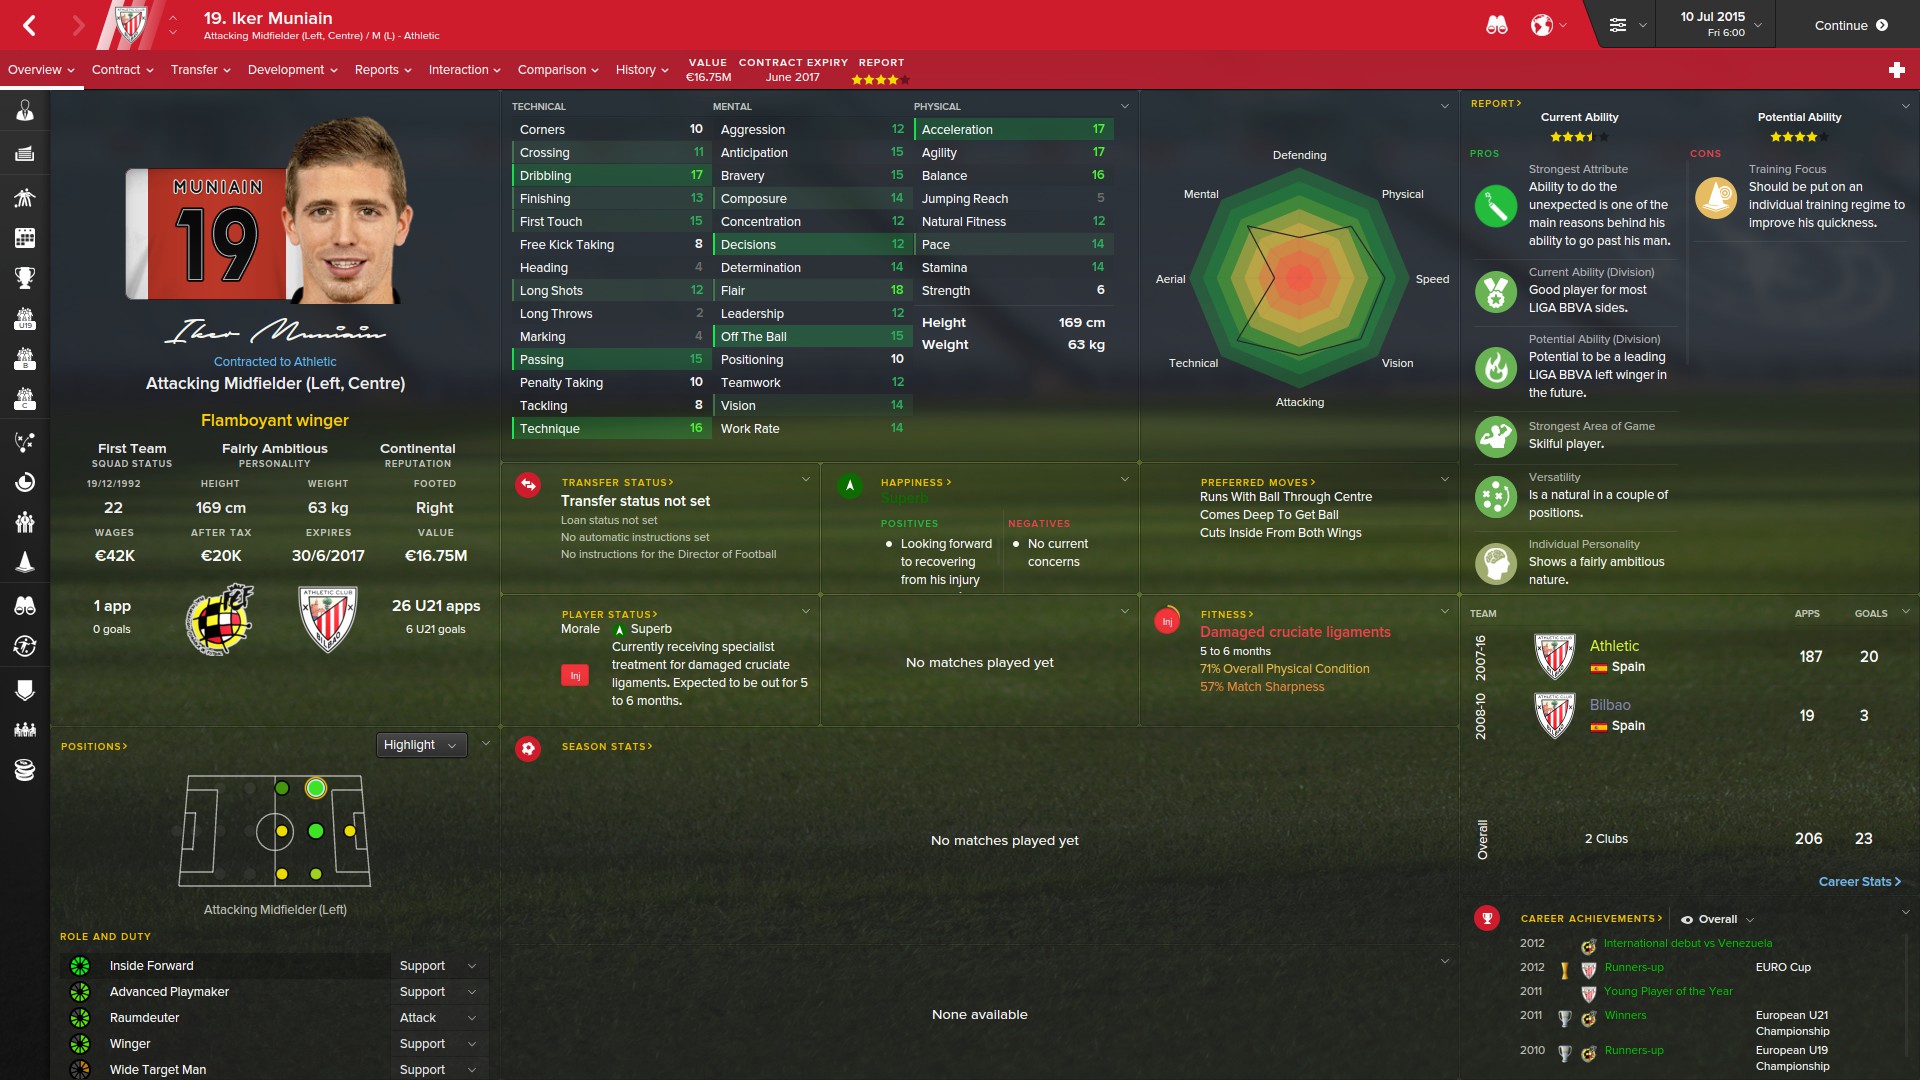 19. Iker Muniain
Attacking Midfielder (Left, Centre) / M (L) - Athletic
10 Jul 2015
Fri 6:00
Continue
Overview
Contract
Transfer
Development
Reports
Interaction
Comparison
History
VALUE
€16.75M
CONTRACT EXPIRY
June 2017
REPORT
U19
B
C
MUNIAIN
19
Iker Muniain
Contracted to Athletic
Attacking Midfielder (Left, Centre)
Flamboyant winger
First Team
SQUAD STATUS
Fairly Ambitious
PERSONALITY
Continental
REPUTATION
19/12/1992
22
HEIGHT
169 cm
WEIGHT
63 kg
FOOTED
Right
WAGES
€42K
AFTER TAX
€20K
EXPIRES
30/6/2017
VALUE
€16.75M
1 app
0 goals
ATHLETIC CLUB
BILBAO
26 U21 apps
6 U21 goals
TECHNICAL
Corners 10
Crossing 11
Dribbling 17
Finishing 13
First Touch 15
Free Kick Taking 8
Heading 4
Long Shots 12
Long Throws 2
Marking 4
Passing 15
Penalty Taking 10
Tackling 8
Technique 16
MENTAL
Aggression 12
Anticipation 15
Bravery 15
Composure 14
Concentration 12
Decisions 12
Determination 14
Flair 18
Leadership 12
Off The Ball 15
Positioning 10
Teamwork 12
Vision 14
Work Rate 14
PHYSICAL
Acceleration 17
Agility 17
Balance 16
Jumping Reach 5
Natural Fitness 12
Pace 14
Stamina 14
Strength 6
Height 169 cm
Weight 63 kg
Defending
Physical
Speed
Vision
Attacking
Technical
Aerial
Mental
REPORT>
Current Ability
Potential Ability
PROS
Strongest Attribute
Ability to do the
unexpected is one of the
main reasons behind his
ability to go past his man.
Current Ability (Division)
Good player for most
LIGA BBVA sides.
Potential Ability (Division)
Potential to be a leading
LIGA BBVA left winger in
the future.
Strongest Area of Game
Skilful player.
Versatility
Is a natural in a couple of
positions.
Individual Personality
Shows a fairly ambitious
nature.
CONS
Training Focus
Should be put on an
individual training regime to
improve his quickness.
TRANSFER STATUS>
Transfer status not set
Loan status not set
No automatic instructions set
No instructions for the Director of Football
HAPPINESS>
Superb
POSITIVES
Looking forward
to recovering
from his injury
NEGATIVES
No current
concerns
PREFERRED MOVES>
Runs With Ball Through Centre
Comes Deep To Get Ball
Cuts Inside From Both Wings
PLAYER STATUS>
Morale Superb
Inj
Currently receiving specialist
treatment for damaged cruciate
ligaments. Expected to be out for 5
to 6 months.
No matches played yet
Inj
FITNESS>
Damaged cruciate ligaments
5 to 6 months
71% Overall Physical Condition
57% Match Sharpness
TEAM APPS GOALS
2007-16
Athletic
Spain
187 20
2008-10
Bilbao
Spain
19 3
Overall
2 Clubs 206 23
Career Stats >
POSITIONS>
Highlight
Attacking Midfielder (Left)
ROLE AND DUTY
Inside Forward Support
Advanced Playmaker Support
Raumdeuter Attack
Winger Support
Wide Target Man Support
SEASON STATS>
No matches played yet
None available
CAREER ACHIEVEMENTS>
Overall
2012 International debut vs Venezuela
2012 Runners-up EURO Cup
2011 Young Player of the Year
2011 Winners European U21
Championship
2010 Runners-up European U19
Championship